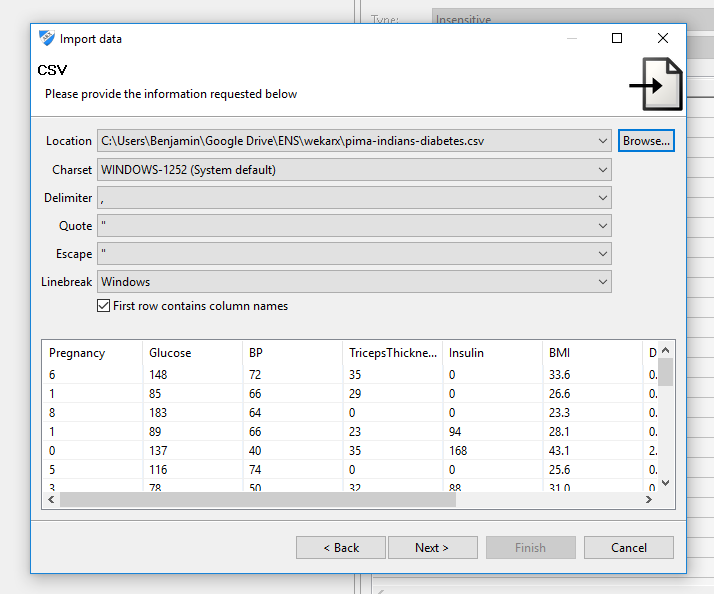 Type: Insensitive
Import data
CSV
Please provide the information requested below
Location C:\Users\Benjamin\Google Drive\ENS\wekarx\pima-indians-diabetes.csv Browse...
Charset WINDOWS-1252 (System default)
Delimiter ,
Quote "
Escape "
Linebreak Windows
First row contains column names
Pregnancy Glucose BP TricepsThickne... Insulin BMI D
6 148 72 35 0 33.6 0.
1 85 66 29 0 26.6 0.
8 183 64 0 0 23.3 0.
1 89 66 23 94 28.1 0.
0 137 40 35 168 43.1 2.
5 116 74 0 0 25.6 0.
3 78 50 32 88 31.0 0.
< Back Next > Finish Cancel